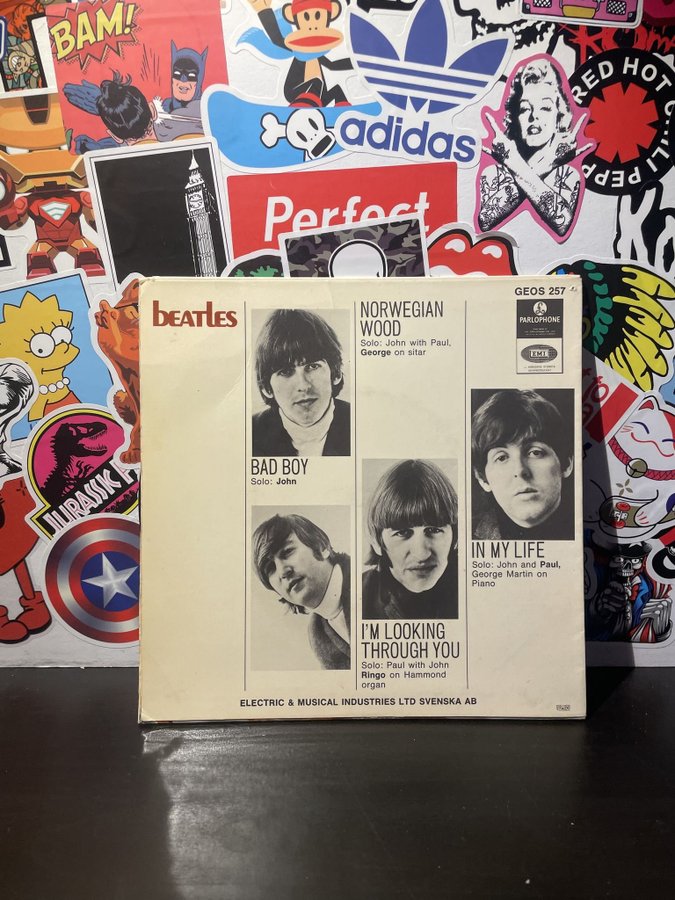 BAM!
adidas
RED HOT CHILI PEPP
Perfect
JURASSIC P
beatles
GEOS 257
PARLOPHONE
EMI
NORWEGIAN
WOOD
Solo: John with Paul,
George on sitar
BAD BOY
Solo: John
IN MY LIFE
Solo: John and Paul,
George Martin on
Piano
I'M LOOKING
THROUGH YOU
Solo: Paul with John
Ringo on Hammond
organ
ELECTRIC & MUSICAL INDUSTRIES LTD SVENSKA AB